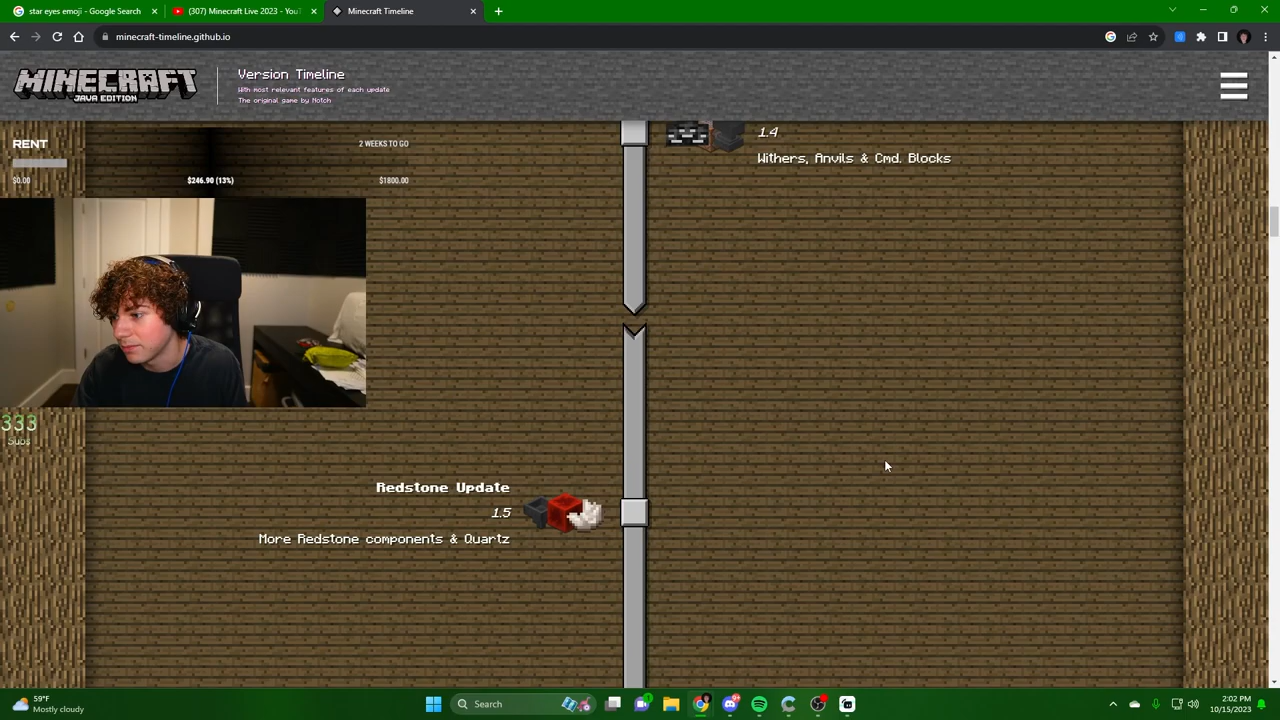 star eyes emoji - Google Search
(307) Minecraft Live 2023 - YouT
Minecraft Timeline
minecraft-timeline.github.io
MINECRAFT
JAVA EDITION
Version Timeline
With most relevant features of each update
The original game by Notch
RENT
2 WEEKS TO GO
$0.00
$246.90 (13%)
$1800.00
1.4
Withers, Anvils & Cmd. Blocks
333
Subs
Redstone Update
1.5
More Redstone components & Quartz
59°F
Mostly cloudy
Search
2:02 PM
10/15/2023